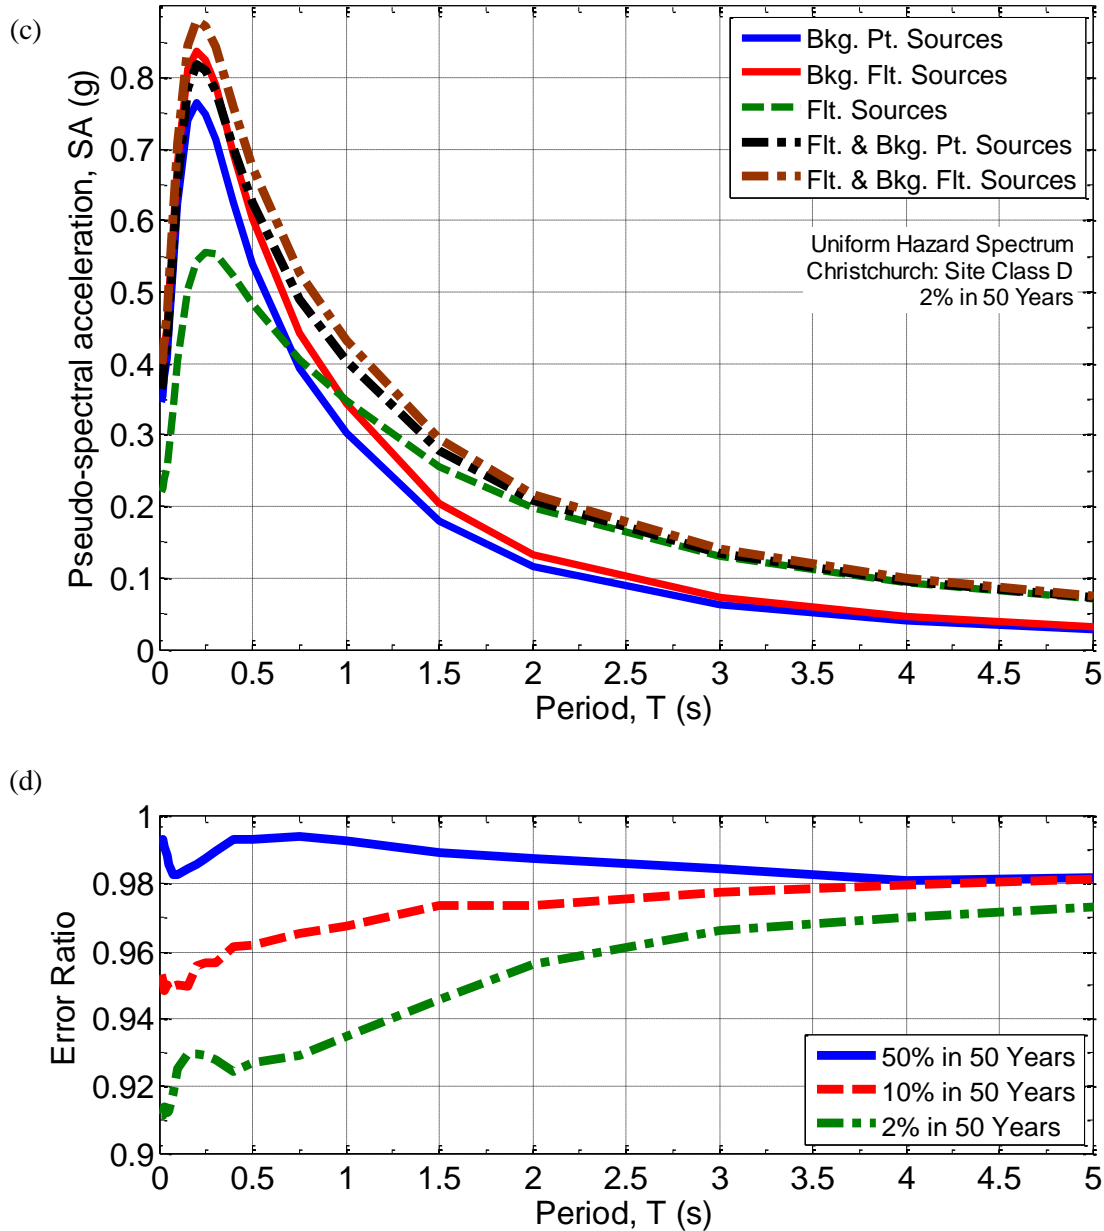 (c)
Pseudo-spectral acceleration, SA (g)
0.8
0.7
0.6
0.5
0.4
0.3
0.2
0.1
0
Bkg. Pt. Sources
Bkg. Flt. Sources
Flt. Sources
Flt. & Bkg. Pt. Sources
Flt. & Bkg. Flt. Sources
Uniform Hazard Spectrum
Christchurch: Site Class D
2% in 50 Years
0 0.5 1 1.5 2 2.5 3 3.5 4 4.5 5
Period, T (s)
(d)
Error Ratio
1
0.98
0.96
0.94
0.92
0.9
50% in 50 Years
10% in 50 Years
2% in 50 Years
0 0.5 1 1.5 2 2.5 3 3.5 4 4.5 5
Period, T (s)